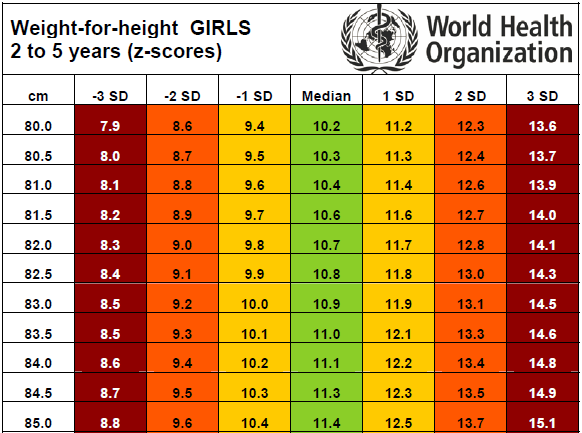 Weight-for-height GIRLS
2 to 5 years (z-scores)
World Health
Organization
cm -3 SD -2 SD -1 SD Median 1 SD 2 SD 3 SD
80.0 7.9 8.6 9.4 10.2 11.2 12.3 13.6
80.5 8.0 8.7 9.5 10.3 11.3 12.4 13.7
81.0 8.1 8.8 9.6 10.4 11.4 12.6 13.9
81.5 8.2 8.9 9.7 10.6 11.6 12.7 14.0
82.0 8.3 9.0 9.8 10.7 11.7 12.8 14.1
82.5 8.4 9.1 9.9 10.8 11.8 13.0 14.3
83.0 8.5 9.2 10.0 10.9 11.9 13.1 14.5
83.5 8.5 9.3 10.1 11.0 12.1 13.3 14.6
84.0 8.6 9.4 10.2 11.1 12.2 13.4 14.8
84.5 8.7 9.5 10.3 11.3 12.3 13.5 14.9
85.0 8.8 9.6 10.4 11.4 12.5 13.7 15.1